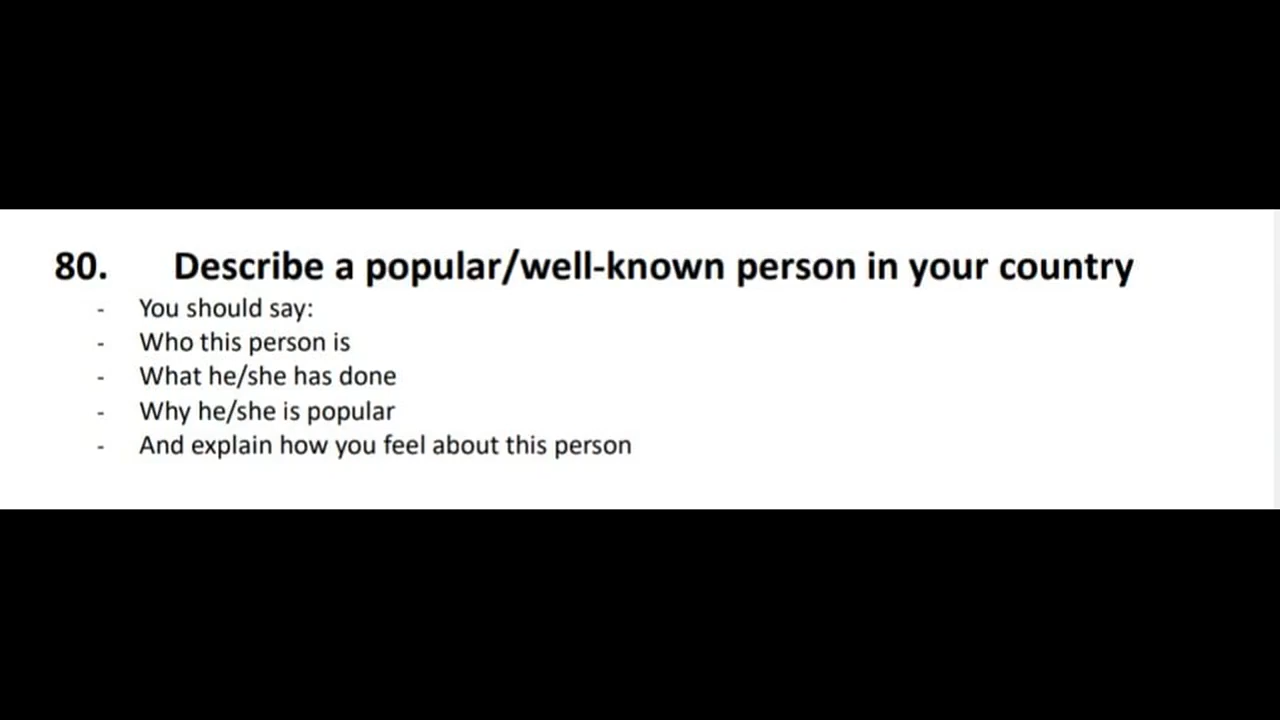 80. Describe a popular/well-known person in your country
- You should say:
- Who this person is
- What he/she has done
- Why he/she is popular
- And explain how you feel about this person